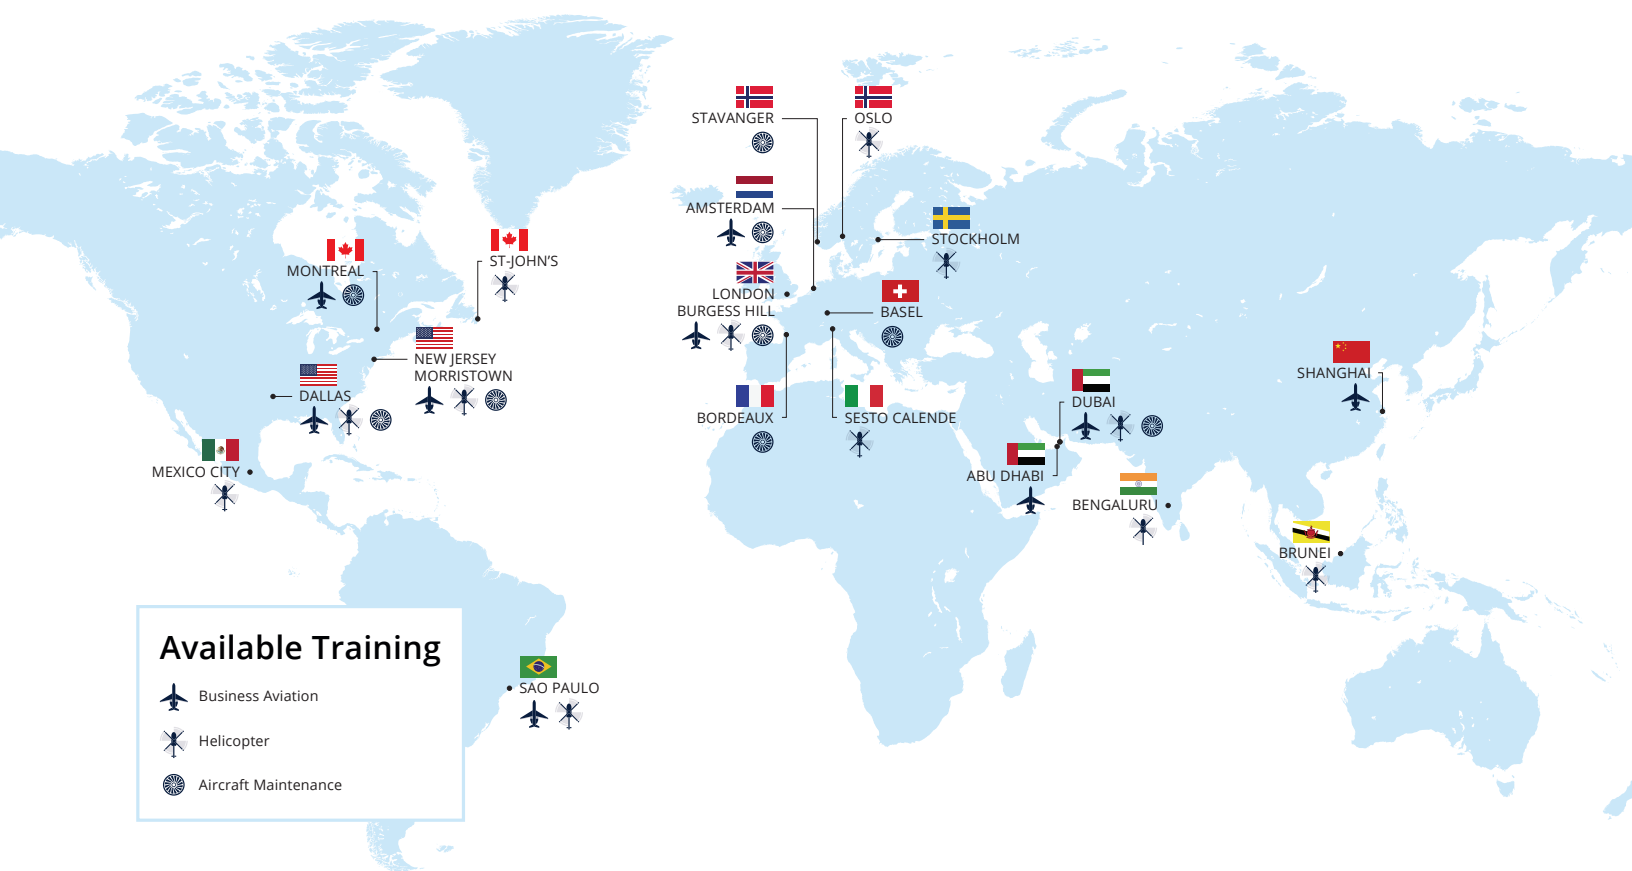 STAVANGER
OSLO
AMSTERDAM
STOCKHOLM
MONTREAL
ST-JOHN'S
LONDON
BURGESS HILL
BASEL
NEW JERSEY
MORRISTOWN
DALLAS
BORDEAUX
SESTO CALENDE
DUBAI
SHANGHAI
MEXICO CITY
ABU DHABI
BENGALURU
BRUNEI
SAO PAULO
Available Training
Business Aviation
Helicopter
Aircraft Maintenance